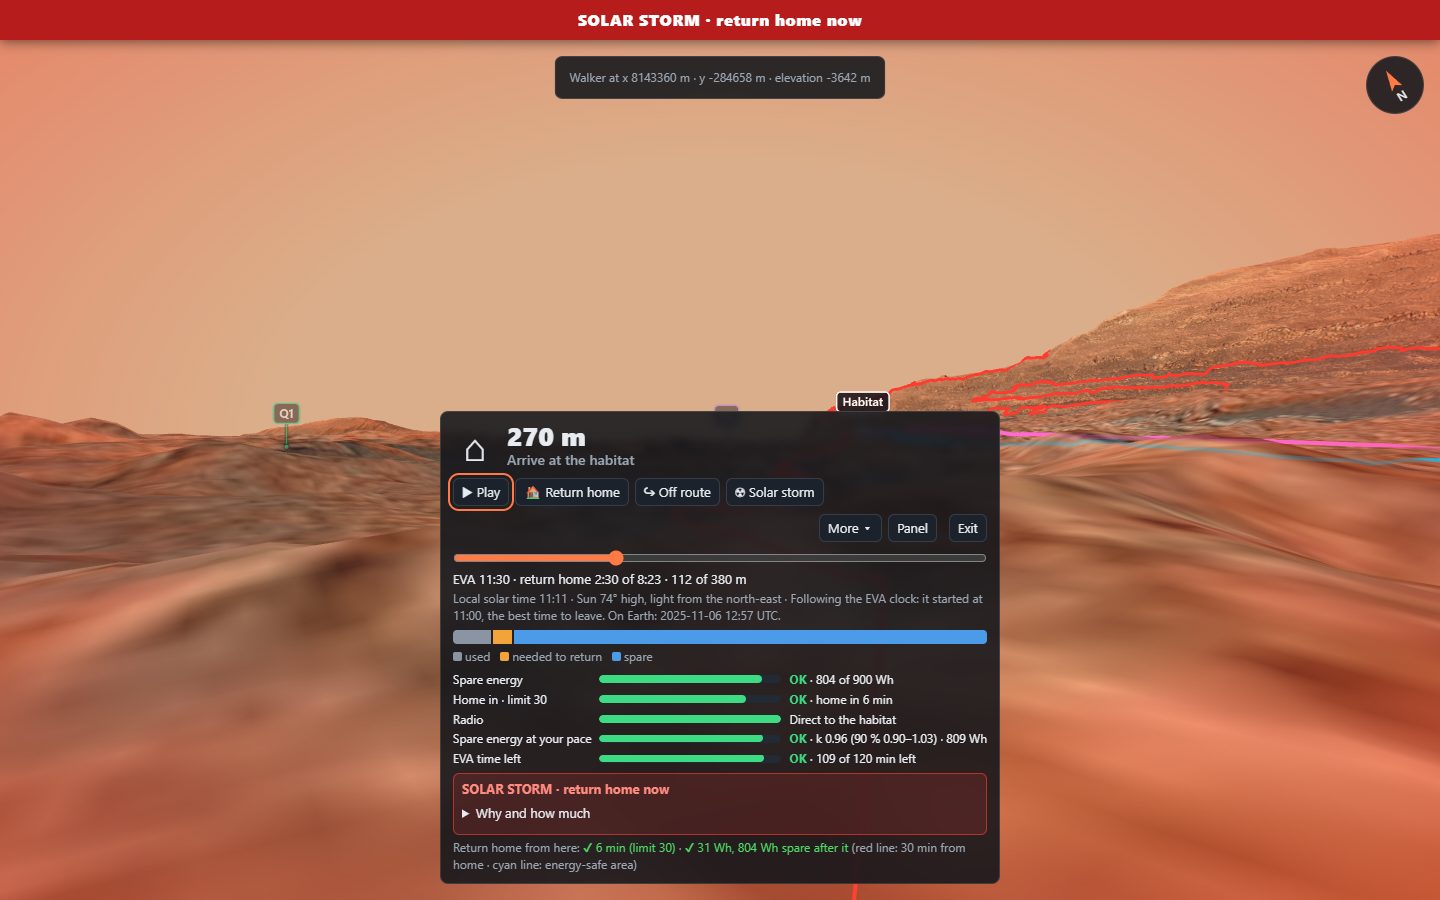 SOLAR STORM · return home now
Walker at x 8143360 m · y -284658 m · elevation -3642 m
N
Q1
Habitat
270 m
Arrive at the habitat
▶ Play
Return home
↪ Off route
☢ Solar storm
More ▾
Panel
Exit
EVA 11:30 · return home 2:30 of 8:23 · 112 of 380 m
Local solar time 11:11 · Sun 74° high, light from the north-east · Following the EVA clock: it started at
11:00, the best time to leave. On Earth: 2025-11-06 12:57 UTC.
used needed to return spare
Spare energy OK · 804 of 900 Wh
Home in · limit 30 OK · home in 6 min
Radio Direct to the habitat
Spare energy at your pace OK · k 0.96 (90 % 0.90–1.03) · 809 Wh
EVA time left OK · 109 of 120 min left
SOLAR STORM · return home now
▶ Why and how much
Return home from here: ✓ 6 min (limit 30) · ✓ 31 Wh, 804 Wh spare after it (red line: 30 min from
home · cyan line: energy-safe area)